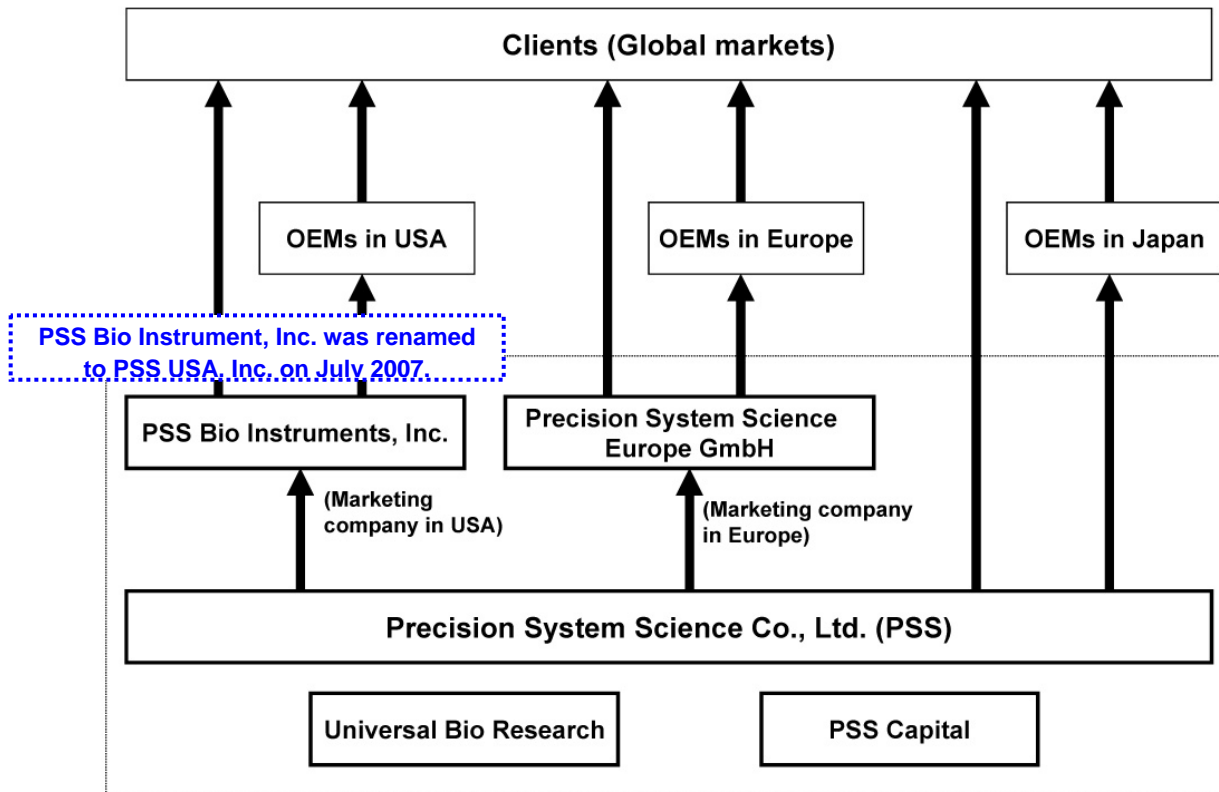 Clients (Global markets)
OEMs in USA
OEMs in Europe
OEMs in Japan
PSS Bio Instrument, Inc. was renamed
to PSS USA, Inc. on July 2007.
PSS Bio Instruments, Inc.
Precision System Science
Europe GmbH
(Marketing
company in USA)
(Marketing company
in Europe)
Precision System Science Co., Ltd. (PSS)
Universal Bio Research
PSS Capital